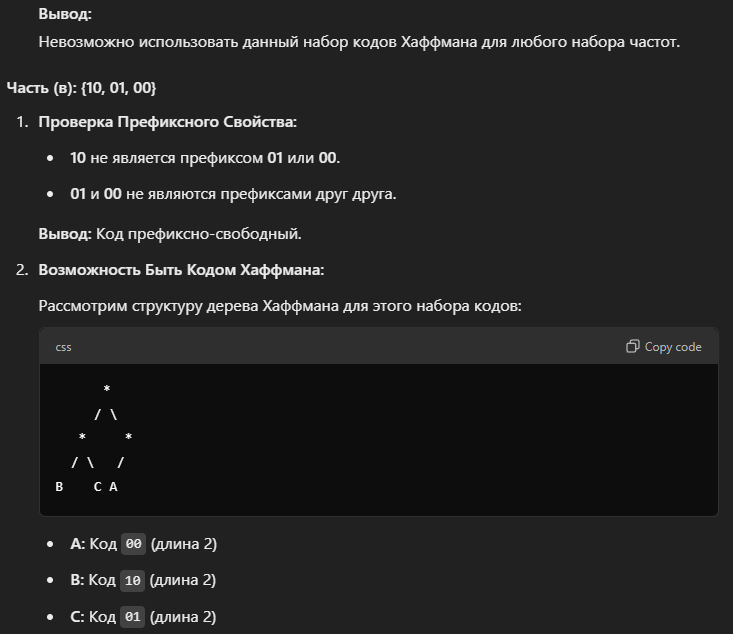 Вывод:
Невозможно использовать данный набор кодов Хаффмана для любого набора частот.
Часть (в): {10, 01, 00}
1. Проверка Префиксного Свойства:
• 10 не является префиксом 01 или 00.
• 01 и 00 не являются префиксами друг друга.
Вывод: Код префиксно-свободный.
2. Возможность Быть Кодом Хаффмана:
Рассмотрим структуру дерева Хаффмана для этого набора кодов:
css Copy code
*
/ \
* *
/ \ /
B C A
• A: Код 00 (длина 2)
• B: Код 10 (длина 2)
• C: Код 01 (длина 2)